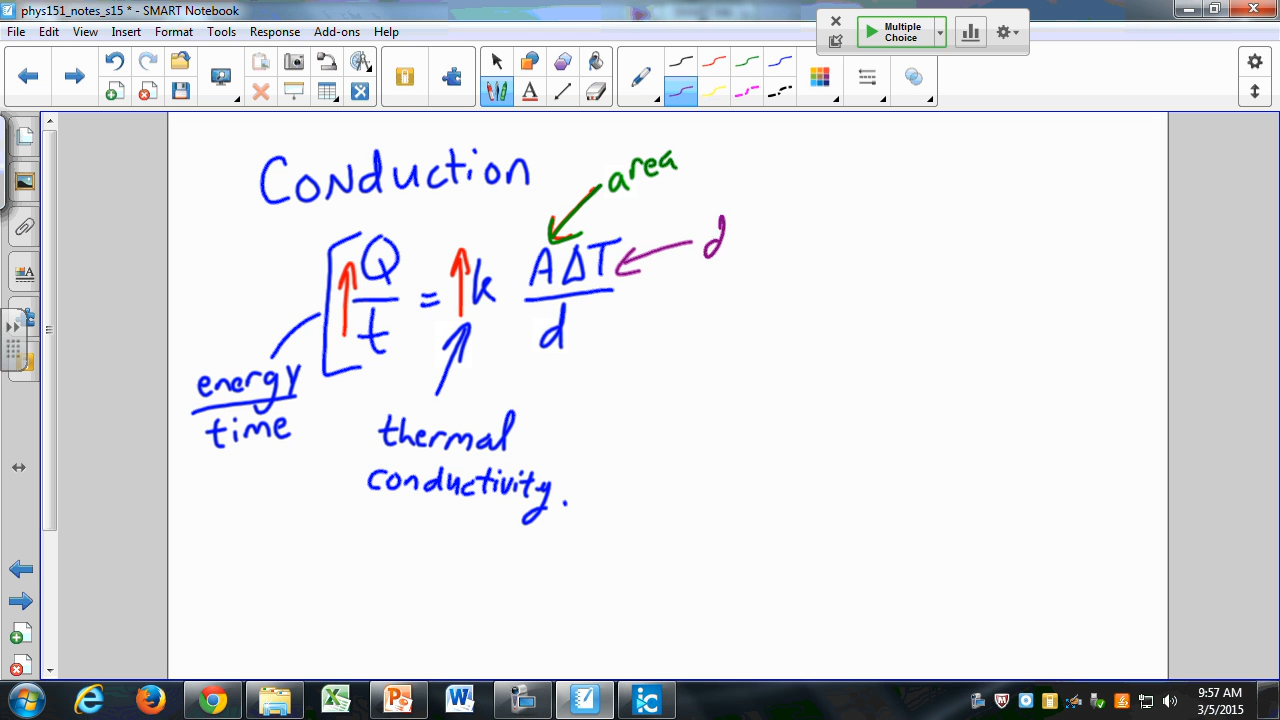 phys151_notes_s15 * - SMART Notebook
File Edit View Insert Format Tools Response Add-ons Help
Multiple
Choice
Conduction
area
Q/t = k AΔT/d
d
energy
time
thermal
conductivity.
9:57 AM
3/5/2015